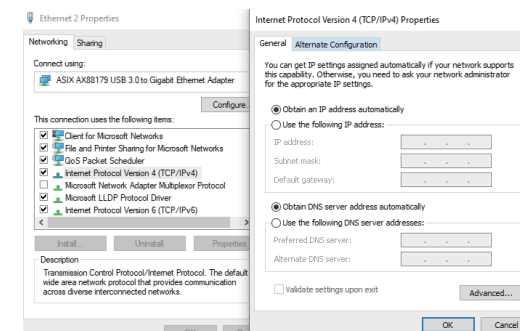 Ethernet 2 Properties
Networking Sharing
Connect using:
ASIX AX88179 USB 3.0 to Gigabit Ethernet Adapter
Configure.
This connection uses the following items:
Client for Microsoft Networks
File and Printer Sharing for Microsoft Networks
QoS Packet Scheduler
Internet Protocol Version 4 (TCP/IPv4)
Microsoft Network Adapter Multiplexor Protocol
Microsoft LLDP Protocol Driver
Internet Protocol Version 6 (TCP/IPv6)
Install...
Uninstall
Properties
Description
Transmission Control Protocol/Internet Protocol. The default
wide area network protocol that provides communication
across diverse interconnected networks.
Internet Protocol Version 4 (TCP/IPv4) Properties
General Alternate Configuration
You can get IP settings assigned automatically if your network supports
this capability. Otherwise, you need to ask your network administrator
for the appropriate IP settings.
Obtain an IP address automatically
Use the following IP address:
IP address:
Subnet mask:
Default gateway:
Obtain DNS server address automatically
Use the following DNS server addresses:
Preferred DNS server:
Alternate DNS server:
Validate settings upon exit
Advanced...
OK
Cancel